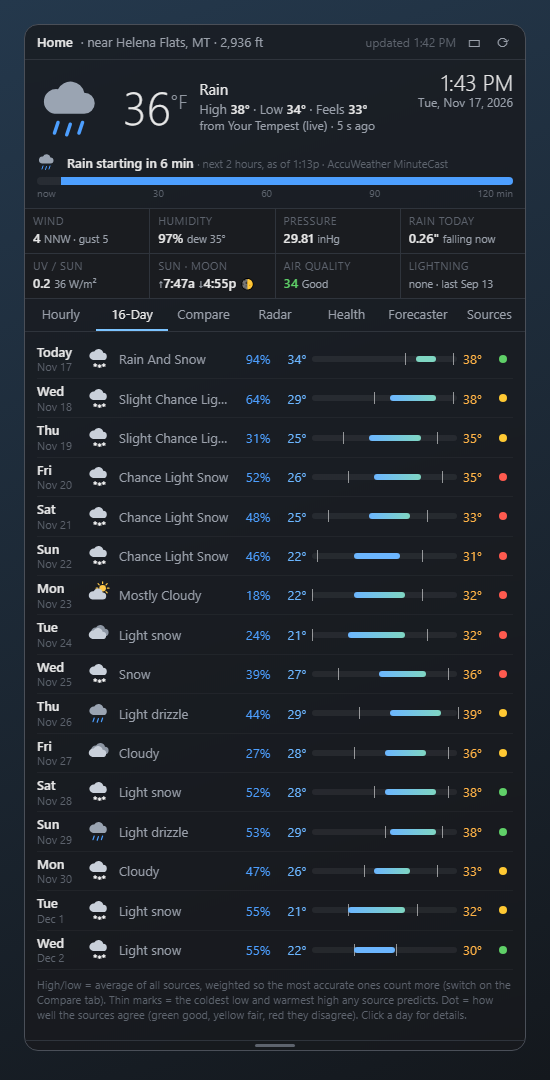 Home · near Helena Flats, MT · 2,936 ft updated 1:42 PM
36°F
Rain
High 38° · Low 34° · Feels 33°
from Your Tempest (live) · 5 s ago
1:43 PM
Tue, Nov 17, 2026
Rain starting in 6 min · next 2 hours, as of 1:13p · AccuWeather MinuteCast
now 30 60 90 120 min
WIND HUMIDITY PRESSURE RAIN TODAY
4 NNW · gust 5 97% dew 35° 29.81 inHg 0.26" falling now
UV / SUN SUN · MOON AIR QUALITY LIGHTNING
0.2 36 W/m² ↑7:47a ↓4:55p 34 Good none · last Sep 13
Hourly 16-Day Compare Radar Health Forecaster Sources
Today
Nov 17 Rain And Snow 94% 34° 38°
Wed
Nov 18 Slight Chance Lig... 64% 29° 38°
Thu
Nov 19 Slight Chance Lig... 31% 25° 35°
Fri
Nov 20 Chance Light Snow 52% 26° 35°
Sat
Nov 21 Chance Light Snow 48% 25° 33°
Sun
Nov 22 Chance Light Snow 46% 22° 31°
Mon
Nov 23 Mostly Cloudy 18% 22° 32°
Tue
Nov 24 Light snow 24% 21° 32°
Wed
Nov 25 Snow 39% 27° 36°
Thu
Nov 26 Light drizzle 44% 29° 39°
Fri
Nov 27 Cloudy 27% 28° 36°
Sat
Nov 28 Light snow 52% 28° 38°
Sun
Nov 29 Light drizzle 53% 29° 38°
Mon
Nov 30 Cloudy 47% 26° 33°
Tue
Dec 1 Light snow 55% 21° 32°
Wed
Dec 2 Light snow 55% 22° 30°
High/low = average of all sources, weighted so the most accurate ones count more (switch on the
Compare tab). Thin marks = the coldest low and warmest high any source predicts. Dot = how
well the sources agree (green good, yellow fair, red they disagree). Click a day for details.